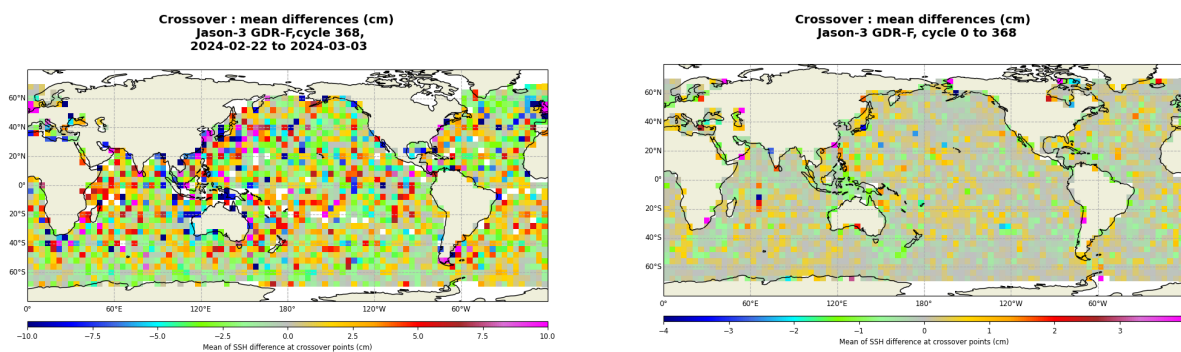 Crossover : mean differences (cm)
Jason-3 GDR-F,cycle 368,
2024-02-22 to 2024-03-03
60°N
40°N
20°N
0°
20°S
40°S
60°S
0°
60°E
120°E
180°
120°W
60°W
−10.0
−7.5
−5.0
−2.5
0.0
2.5
5.0
7.5
10.0
Mean of SSH difference at crossover points (cm)
Crossover : mean differences (cm)
Jason-3 GDR-F, cycle 0 to 368
60°N
40°N
20°N
0°
20°S
40°S
60°S
0°
60°E
120°E
180°
120°W
60°W
−4
−3
−2
−1
0
1
2
3
Mean of SSH difference at crossover points (cm)